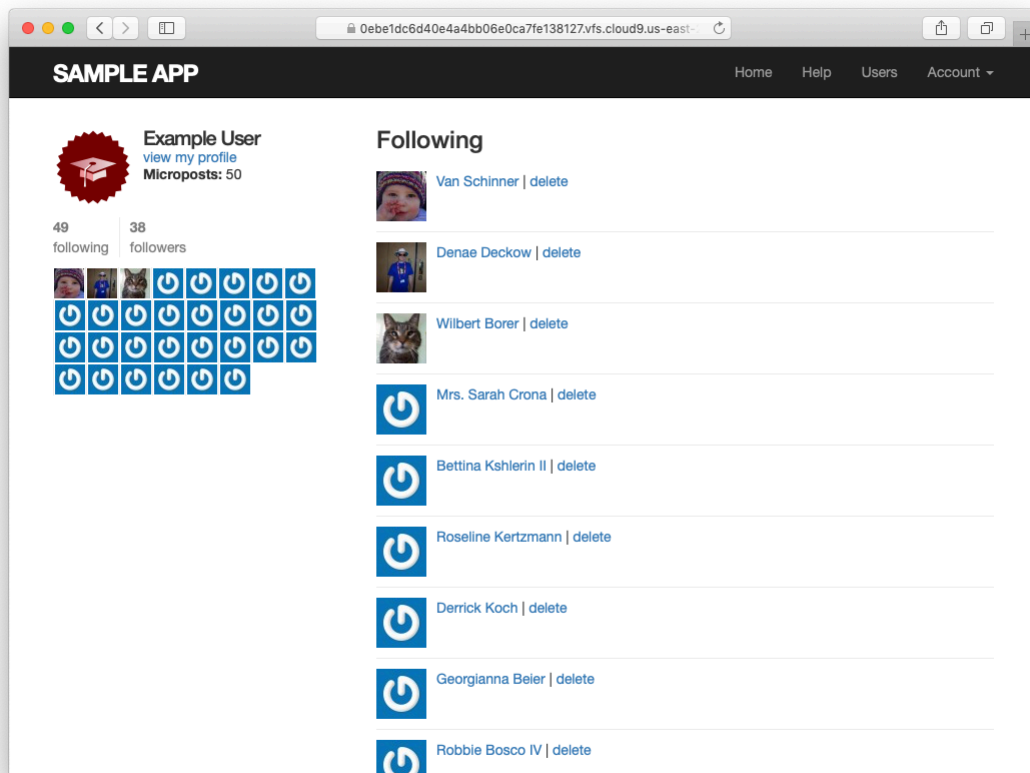 0ebe1dc6d40e4a4bb06e0ca7fe138127.vfs.cloud9.us-east-
SAMPLE APP
Home Help Users Account
Example User
view my profile
Microposts: 50
49 38
following followers
Following
Van Schinner | delete
Denae Deckow | delete
Wilbert Borer | delete
Mrs. Sarah Crona | delete
Bettina Kshlerin II | delete
Roseline Kertzmann | delete
Derrick Koch | delete
Georgianna Beier | delete
Robbie Bosco IV | delete